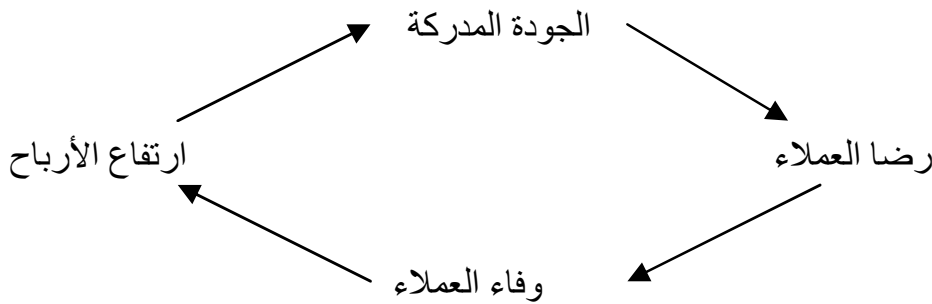 الجودة المدركة
رضا العملاء
ارتفاع الأرباح
وفاء العملاء